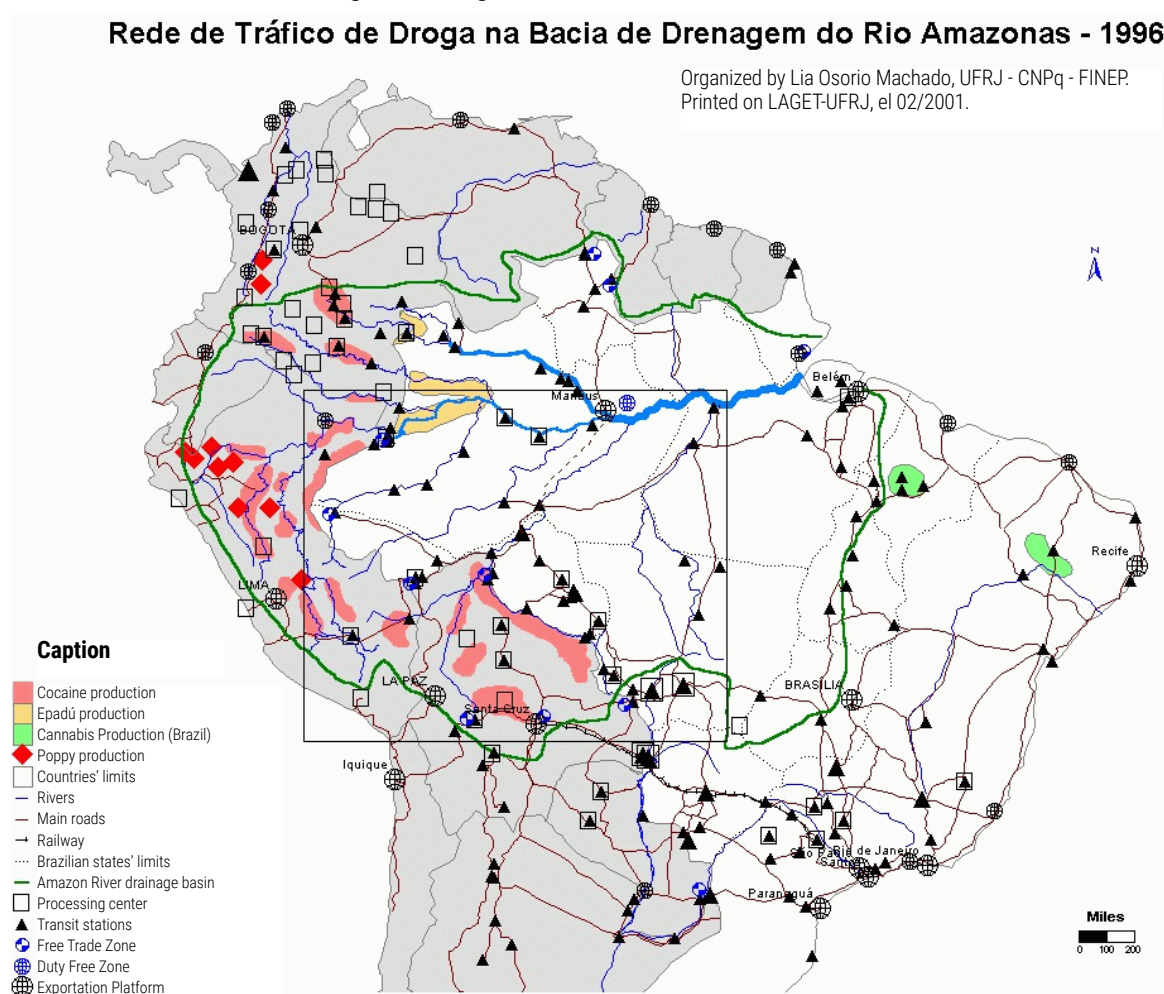 Rede de Tráfico de Droga na Bacia de Drenagem do Rio Amazonas - 1996
Organized by Lia Osorio Machado, UFRJ - CNPq - FINEP.
Printed on LAGET-UFRJ, el 02/2001.
N
BOGOTA
Belém
Manaus
Recife
LIMA
LA PAZ
BRASILIA
Santa Cruz
Iquique
Rio de Janeiro
São Paulo
Paranaguá
Caption
Cocaine production
Epadú production
Cannabis Production (Brazil)
Poppy production
Countries' limits
Rivers
Main roads
Railway
Brazilian states' limits
Amazon River drainage basin
Processing center
Transit stations
Free Trade Zone
Duty Free Zone
Exportation Platform
Miles
0 100 200